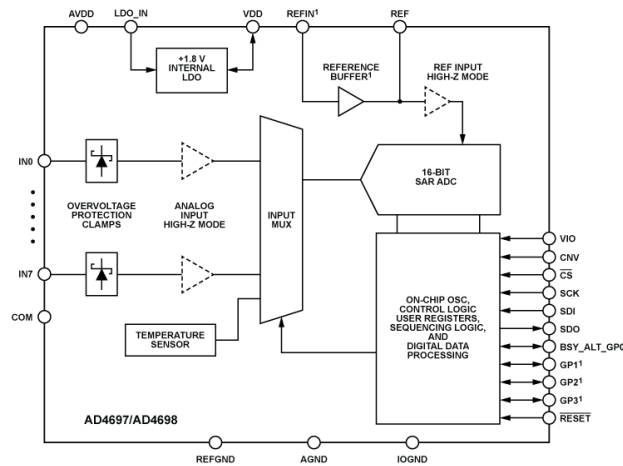 AVDD
LDO_IN
VDD
REFIN1
REF
+1.8 V
INTERNAL
LDO
REFERENCE
BUFFER1
REF INPUT
HIGH-Z MODE
IN0
OVERVOLTAGE
PROTECTION
CLAMPS
ANALOG
INPUT
HIGH-Z MODE
INPUT
MUX
16-BIT
SAR ADC
IN7
COM
TEMPERATURE
SENSOR
ON-CHIP OSC,
CONTROL LOGIC
USER REGISTERS,
SEQUENCING LOGIC,
AND
DIGITAL DATA
PROCESSING
VIO
CNV
CS
SCK
SDI
SDO
BSY_ALT_GP0
GP11
GP21
GP31
RESET
AD4697/AD4698
REFGND
AGND
IOGND